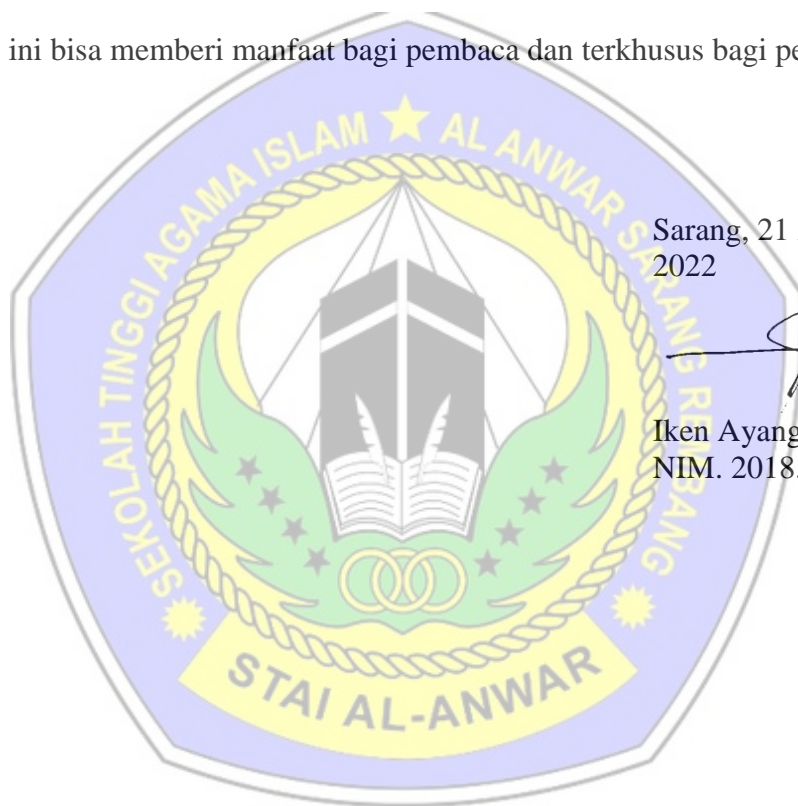 ini bisa memberi manfaat bagi pembaca dan terkhusus bagi
SEKOLAH TINGGI AGAMA ISLAM ★ AL ANWAR SARANG REMBANG
Sarang, 21
2022
Iken Ayang
NIM. 2018.
STAI AL-ANWAR